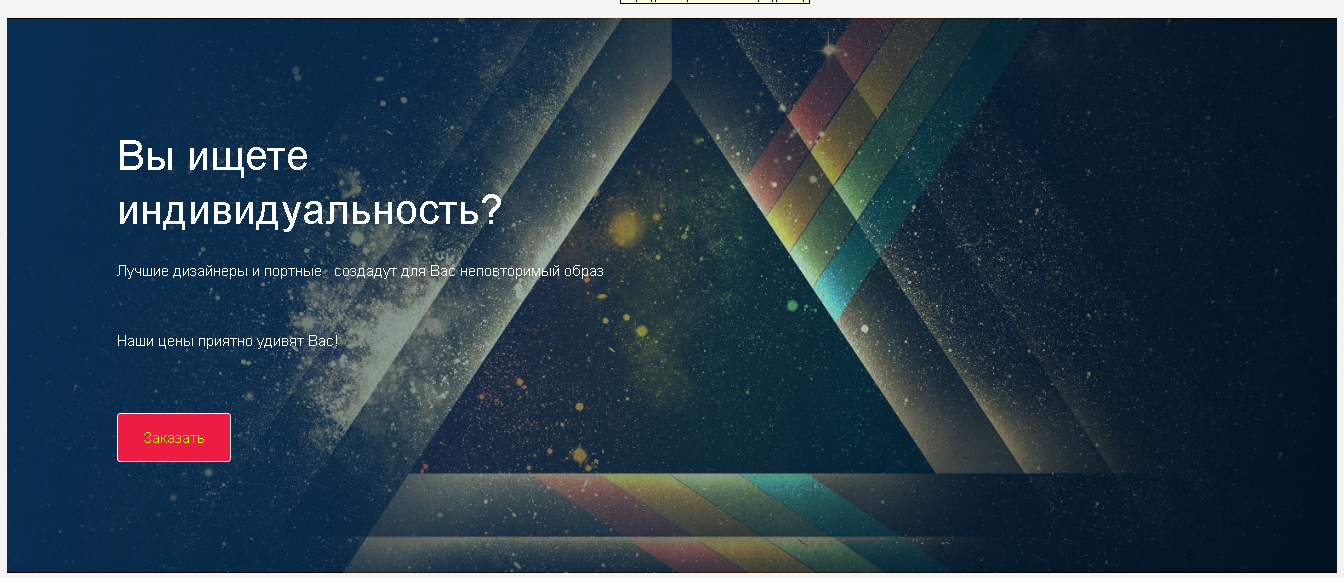 Вы ищете
индивидуальность?
Лучшие дизайнеры и портные создадут для Вас неповторимый образ
Наши цены приятно удивят Вас!
Заказать